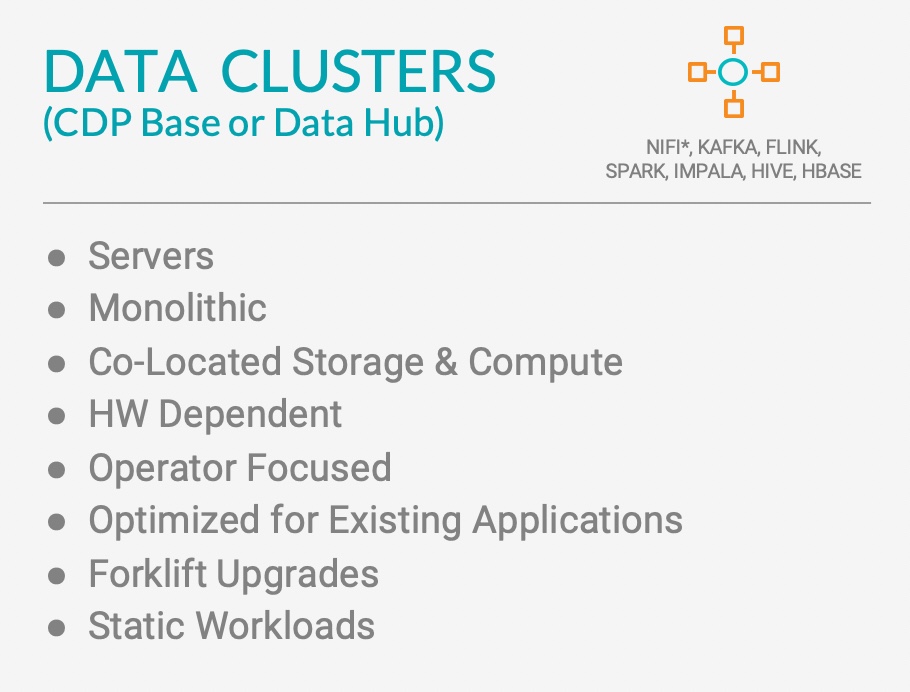 DATA CLUSTERS
(CDP Base or Data Hub)
NIFI*, KAFKA, FLINK,
SPARK, IMPALA, HIVE, HBASE
● Servers
● Monolithic
● Co-Located Storage & Compute
● HW Dependent
● Operator Focused
● Optimized for Existing Applications
● Forklift Upgrades
● Static Workloads